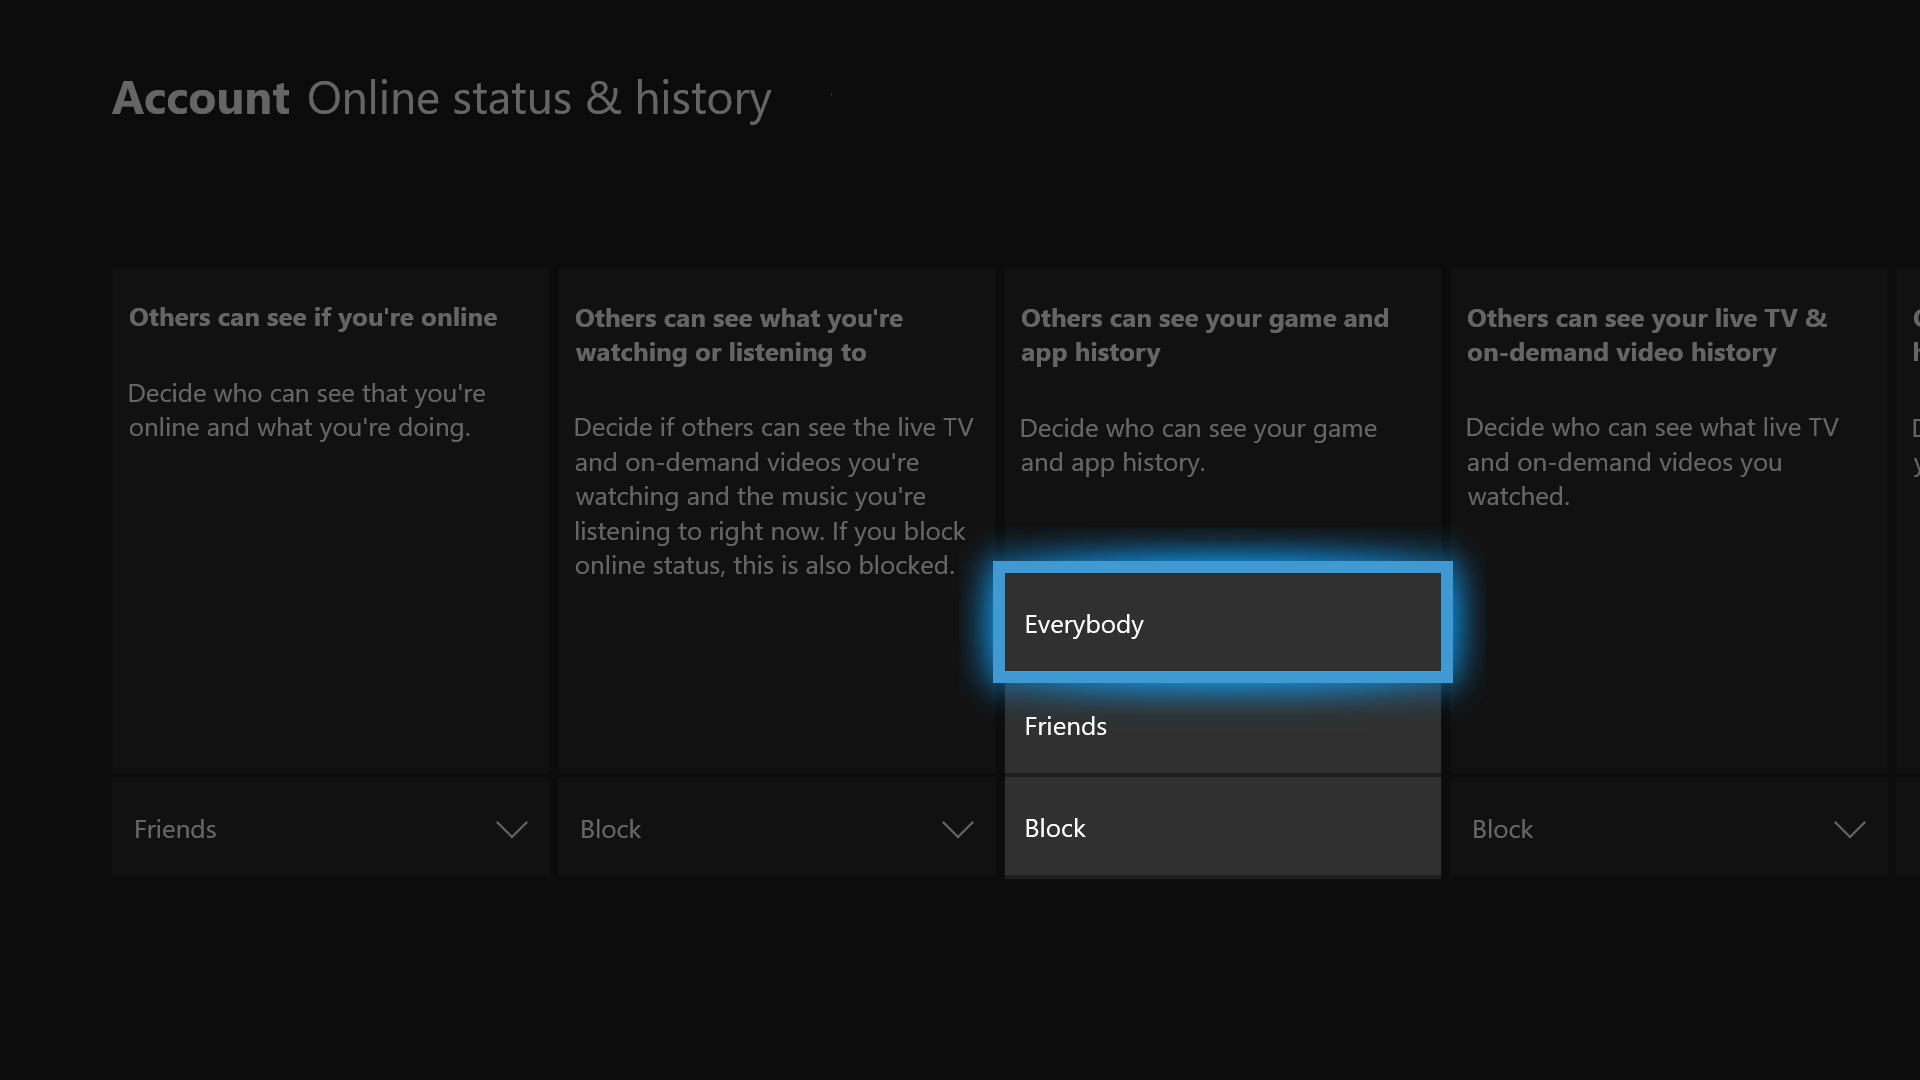 Account Online status & history
Others can see if you're online
Decide who can see that you're
online and what you're doing.
Friends
Others can see what you're
watching or listening to
Decide if others can see the live TV
and on-demand videos you're
watching and the music you're
listening to right now. If you block
online status, this is also blocked.
Block
Others can see your game and
app history
Decide who can see your game
and app history.
Everybody
Friends
Block
Others can see your live TV &
on-demand video history
Decide who can see what live TV
and on-demand videos you
watched.
Block